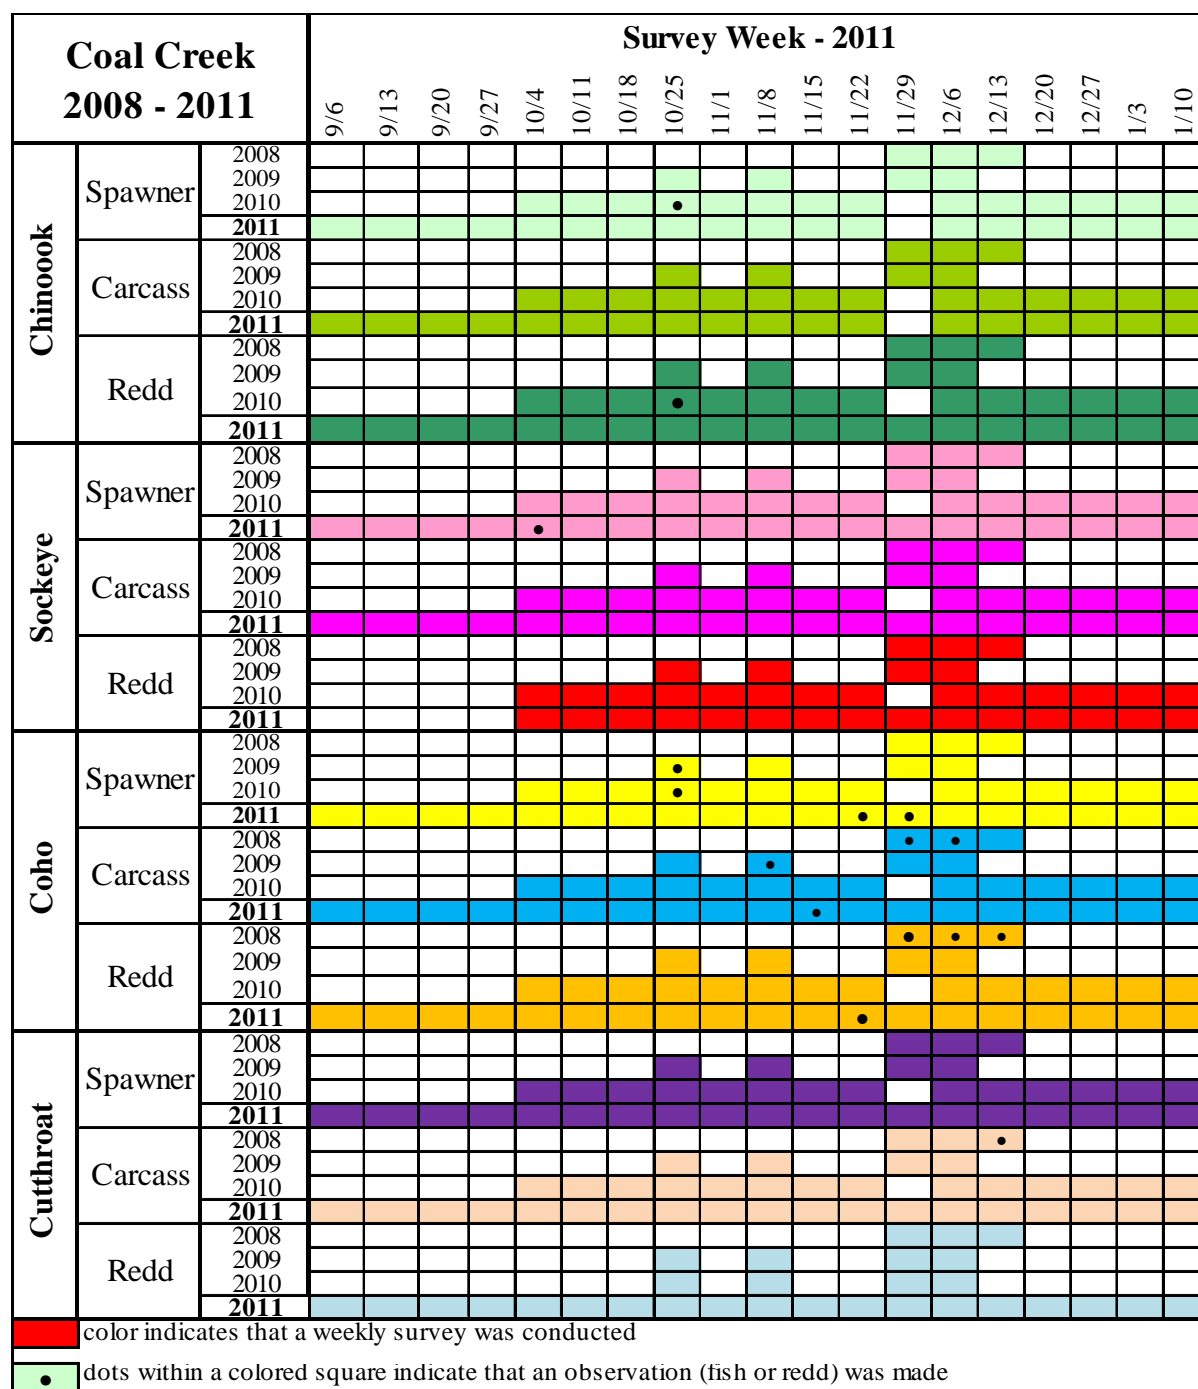 Coal Creek
2008 - 2011
Survey Week - 2011
9/6 9/13 9/20 9/27 10/4 10/11 10/18 10/25 11/1 11/8 11/15 11/22 11/29 12/6 12/13 12/20 12/27 1/3 1/10
Chinoook
Spawner
2008
2009
2010
2011
Carcass
2008
2009
2010
2011
Redd
2008
2009
2010
2011
Sockeye
Spawner
2008
2009
2010
2011
Carcass
2008
2009
2010
2011
Redd
2008
2009
2010
2011
Coho
Spawner
2008
2009
2010
2011
Carcass
2008
2009
2010
2011
Redd
2008
2009
2010
2011
Cutthroat
Spawner
2008
2009
2010
2011
Carcass
2008
2009
2010
2011
Redd
2008
2009
2010
2011
color indicates that a weekly survey was conducted
dots within a colored square indicate that an observation (fish or redd) was made